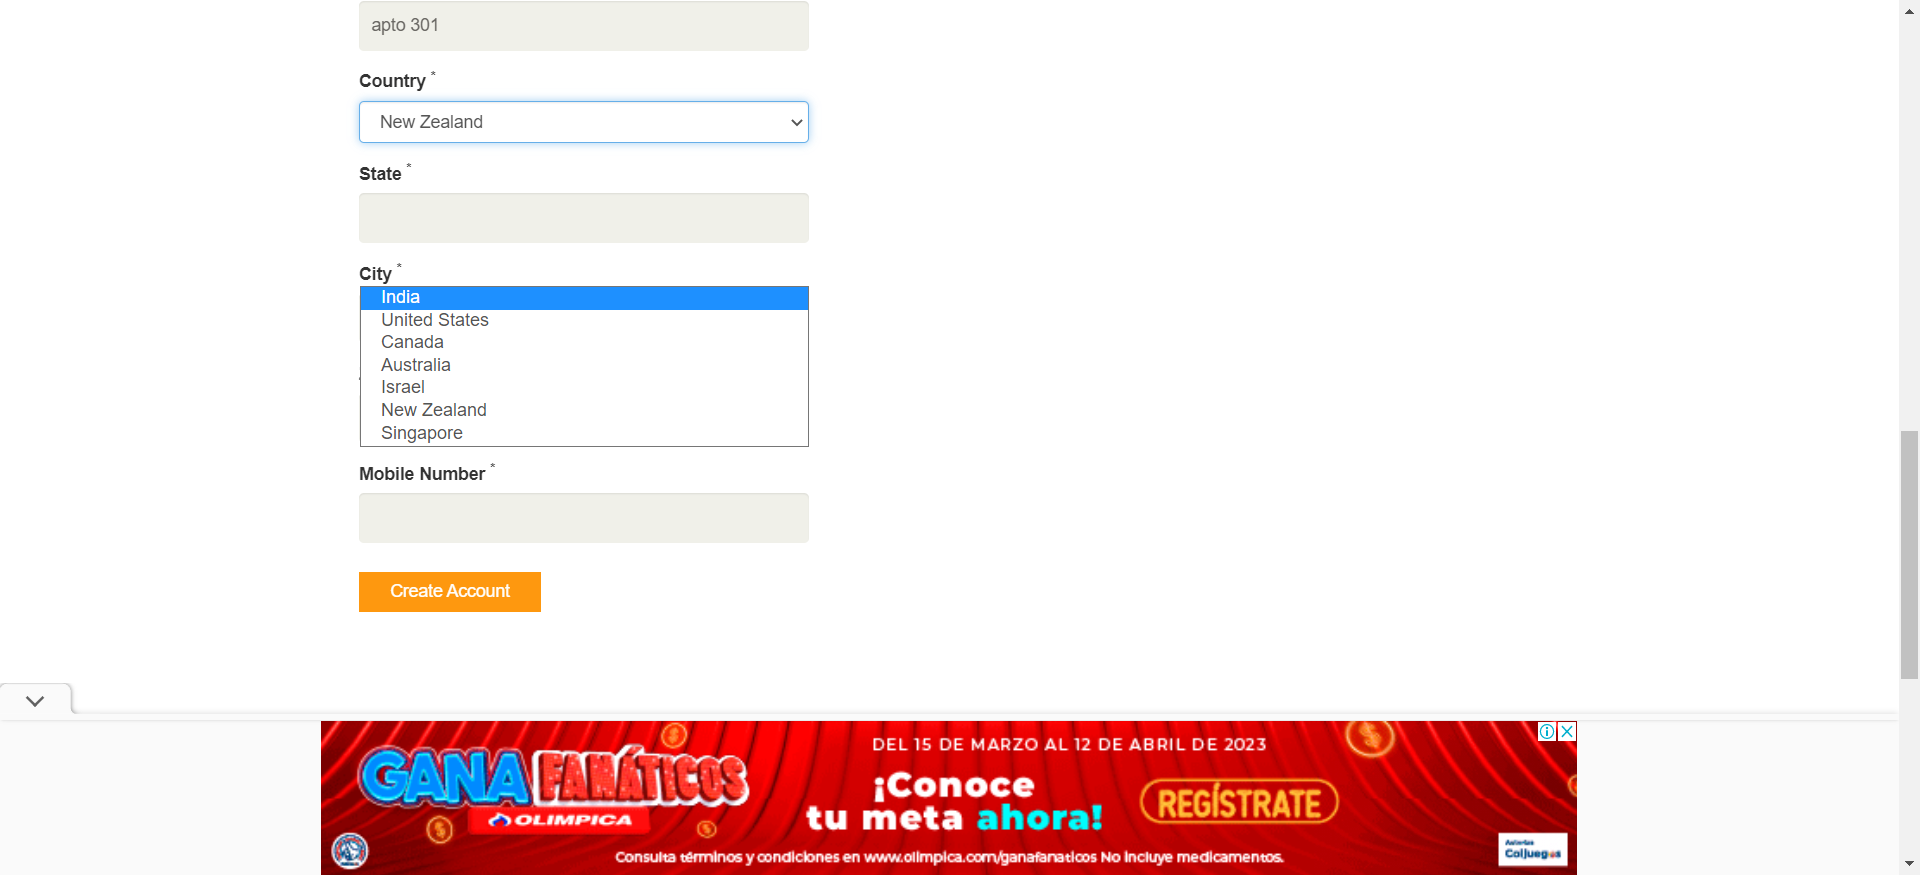 apto 301
Country *
New Zealand
State *
City *
India
United States
Canada
Australia
Israel
New Zealand
Singapore
Mobile Number *
Create Account
GANA FANÁTICOS
OLIMPICA
DEL 15 DE MARZO AL 12 DE ABRIL DE 2023
¡Conoce
tu meta ahora!
REGÍSTRATE
Consulta términos y condiciones en www.olimpica.com/ganafanaticos No incluye medicamentos.
Autoriza
Coljuegos